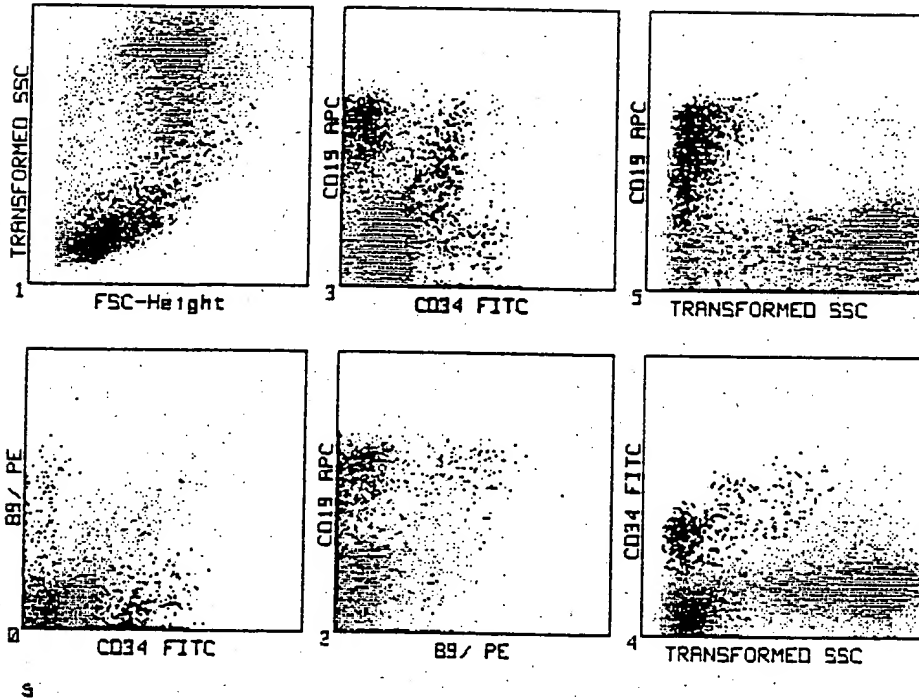 TRANSFORMED SSC
1
FSC-Height
CD19 APC
3
CD34 FITC
CD19 APC
5
TRANSFORMED SSC
B9/ PE
0
CD34 FITC
CD19 APC
2
B9/ PE
CD34 FITC
4
TRANSFORMED SSC